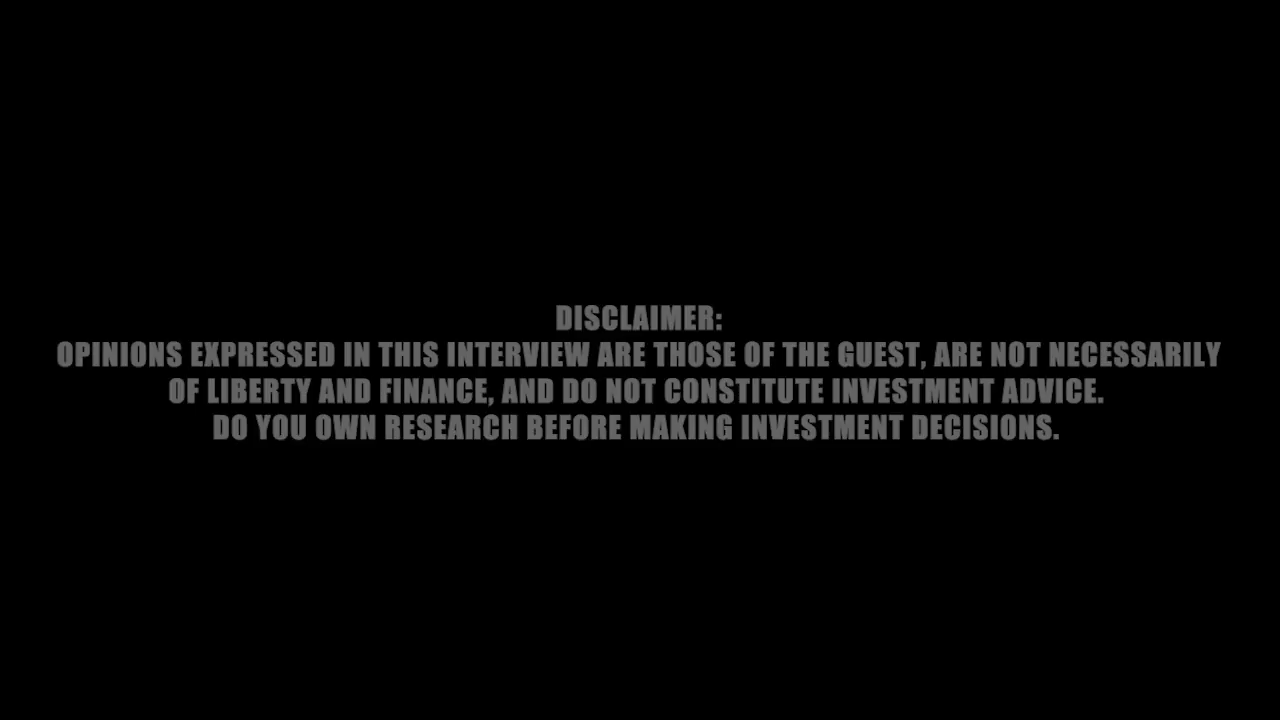 DISCLAIMER:
OPINIONS EXPRESSED IN THIS INTERVIEW ARE THOSE OF THE GUEST, ARE NOT NECESSARILY
OF LIBERTY AND FINANCE, AND DO NOT CONSTITUTE INVESTMENT ADVICE.
DO YOU OWN RESEARCH BEFORE MAKING INVESTMENT DECISIONS.